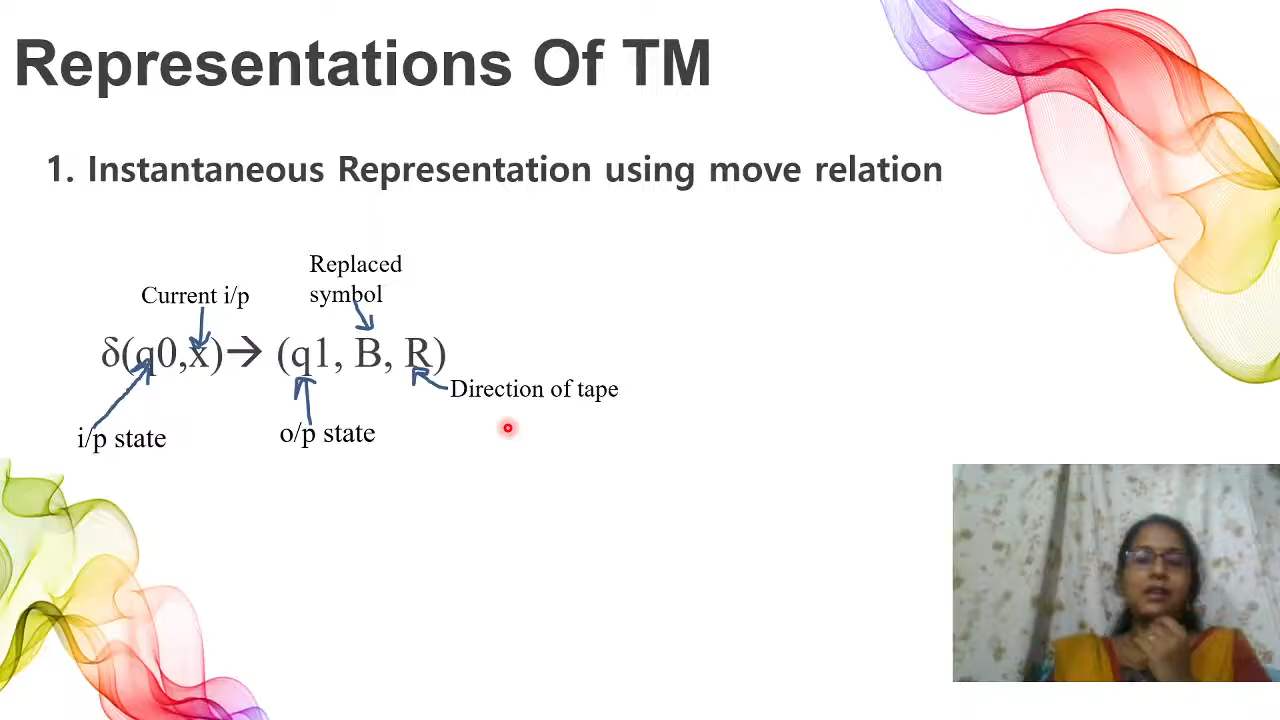 Representations Of TM
1. Instantaneous Representation using move relation
Replaced
symbol
Current i/p
δ(q0,x)→ (q1, B, R)
Direction of tape
i/p state
o/p state